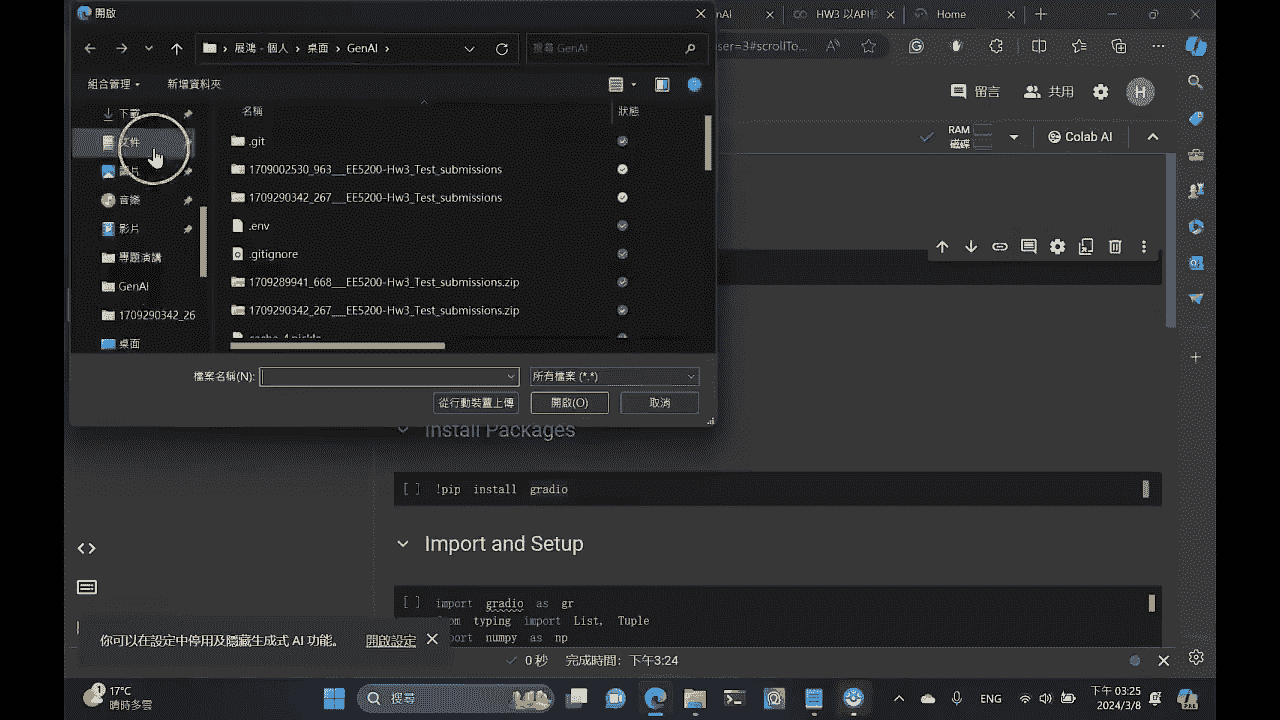 開啟
展鴻 - 個人 › 桌面 › GenAI ›
搜尋 GenAI
組合管理
新增資料夾
下載
文件
圖片
音樂
影片
專題演講
GenAI
1709290342_26
桌面
名稱
狀態
.git
1709002530_963___EE5200-Hw3_Test_submissions
1709290342_267___EE5200-Hw3_Test_submissions
.env
.gitignore
1709289941_668___EE5200-Hw3_Test_submissions.zip
1709290342_267___EE5200-Hw3_Test_submissions.zip
檔案名稱(N):
所有檔案 (*.*)
從行動裝置上傳
開啟(O)
取消
nAI
HW3 以API
Home
ser=3#scrollTo...
留言
共用
H
RAM
磁碟
Colab AI
Install Packages
[ ] !pip install gradio
Import and Setup
[ ] import gradio as gr
om typing import List, Tuple
port numpy as np
你可以在設定中停用及隱藏生成式 AI 功能。
開啟設定
0 秒 完成時間: 下午3:24
1
17°C
時時多雲
搜尋
ENG
下午 03:25
2024/3/8